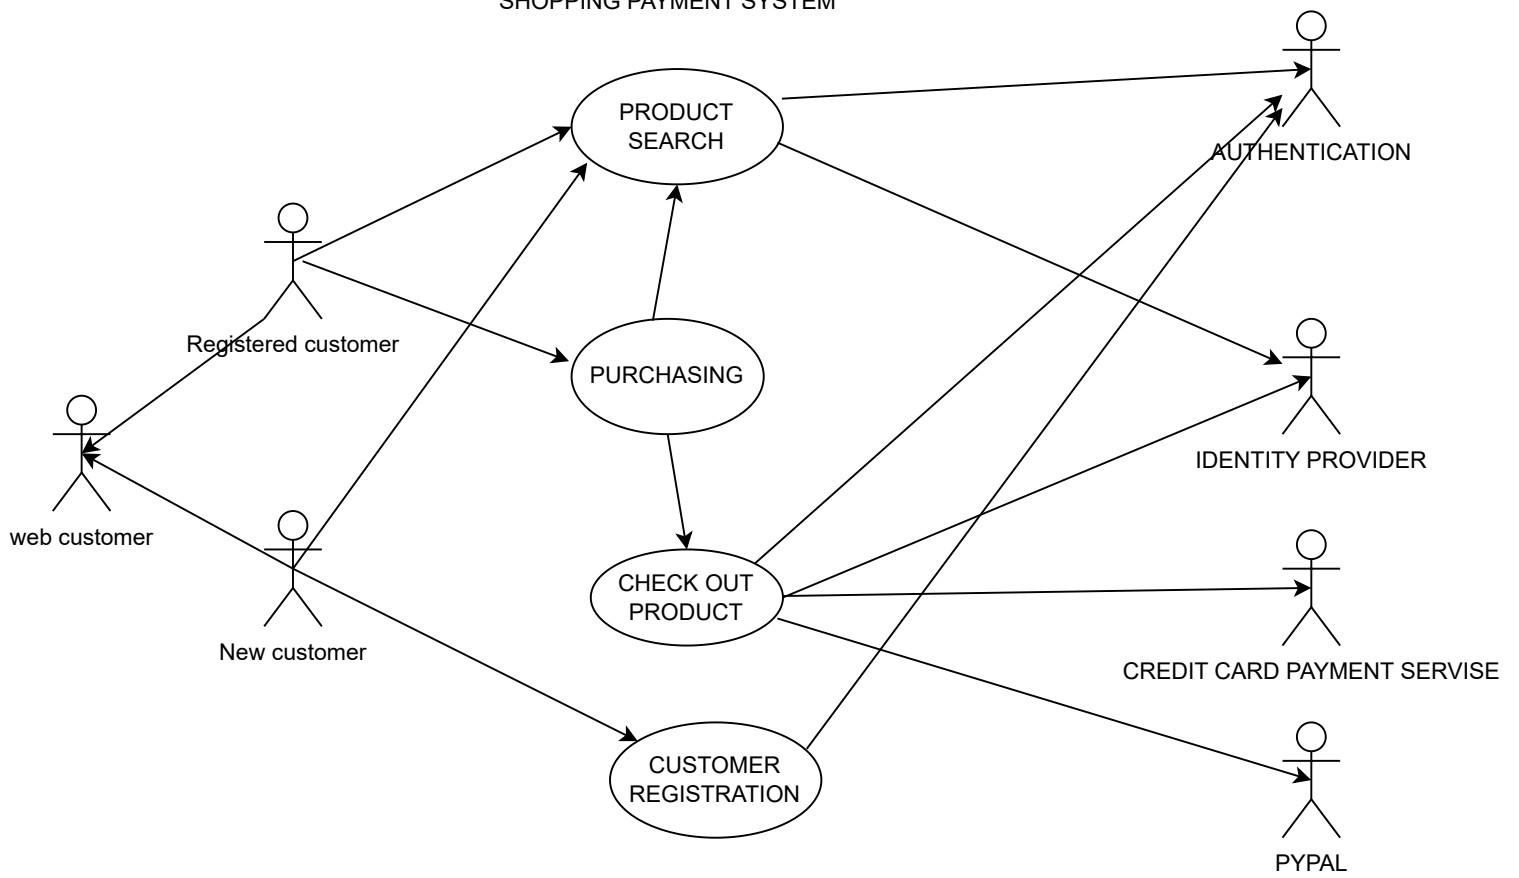 SHOPPING PAYMENT SYSTEM
PRODUCT
SEARCH
AUTHENTICATION
Registered customer
PURCHASING
IDENTITY PROVIDER
web customer
CHECK OUT
PRODUCT
New customer
CREDIT CARD PAYMENT SERVISE
CUSTOMER
REGISTRATION
PYPAL